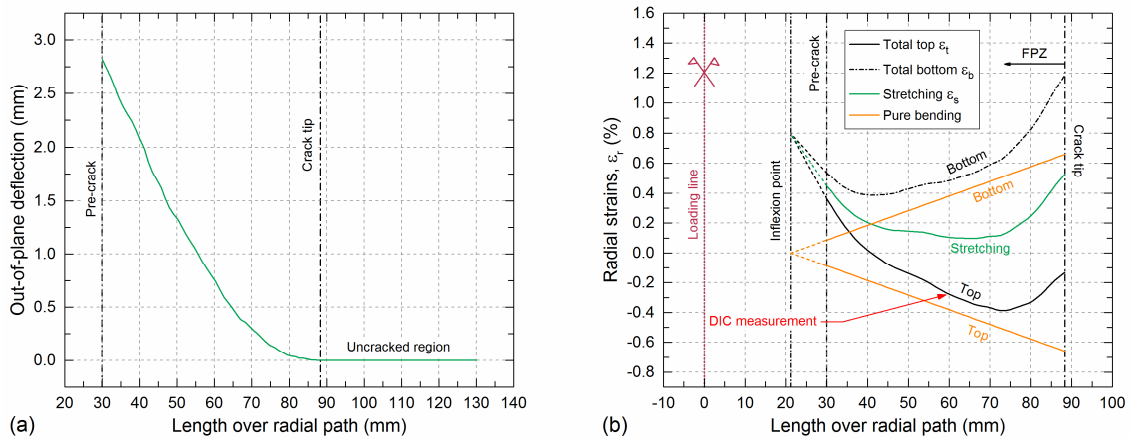 3.0
2.5
2.0
1.5
1.0
0.5
0.0
Out-of-plane deflection (mm)
Pre-crack
Crack tip
Uncracked region
20 30 40 50 60 70 80 90 100 110 120 130 140
Length over radial path (mm)
(a)
1.6
1.4
1.2
1.0
0.8
0.6
0.4
0.2
0.0
-0.2
-0.4
-0.6
-0.8
Radial strains, εr (%)
Loading line
Inflexion point
Pre-crack
Total top εt
Total bottom εb
Stretching εs
Pure bending
FPZ
Crack tip
Bottom
Bottom
Stretching
Top
DIC measurement
Top
-10 0 10 20 30 40 50 60 70 80 90 100
Length over radial path (mm)
(b)